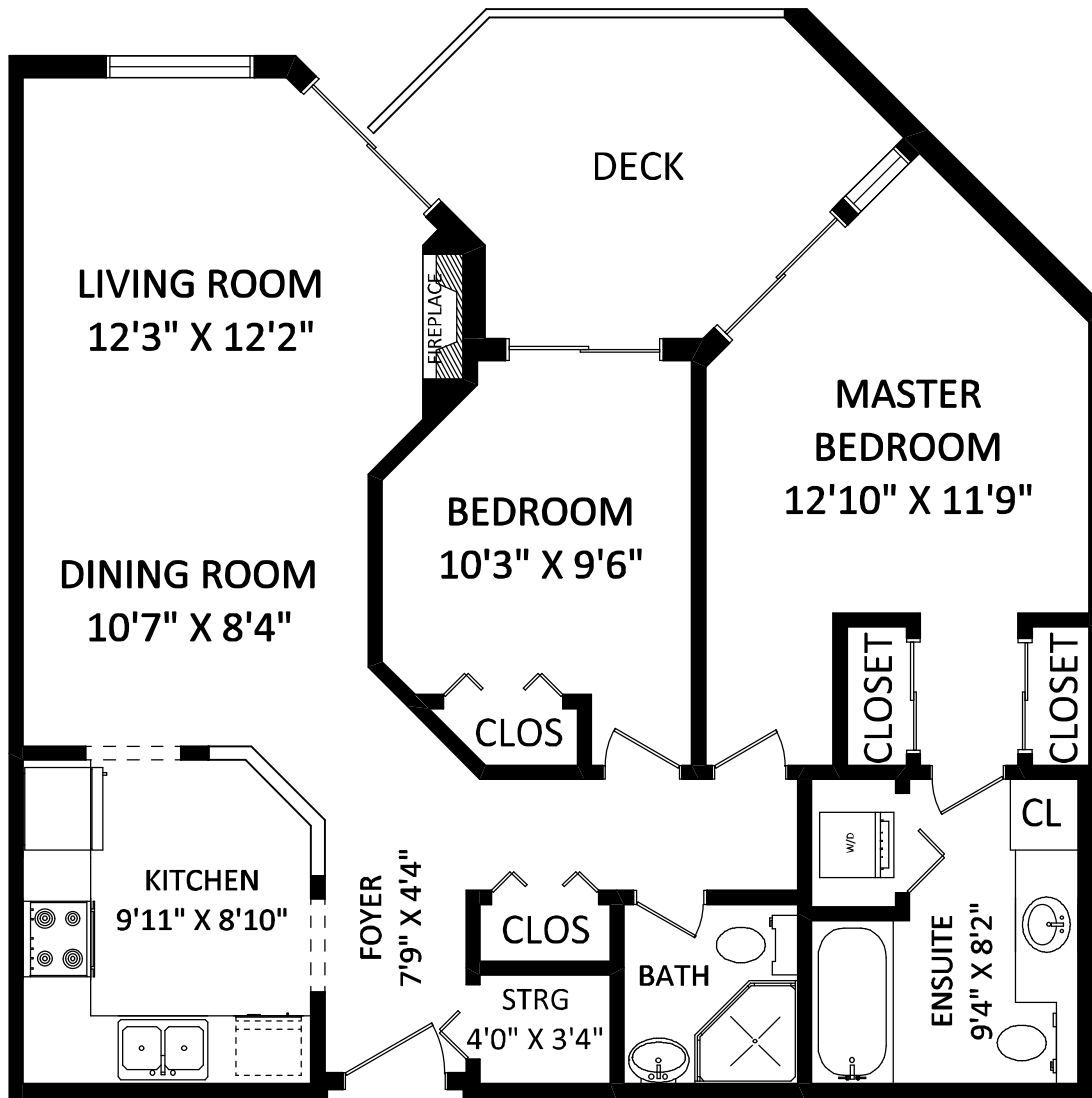 DECK
LIVING ROOM
12'3" X 12'2"
FIREPLACE
MASTER
BEDROOM
12'10" X 11'9"
BEDROOM
10'3" X 9'6"
DINING ROOM
10'7" X 8'4"
CLOSET
CLOSET
CLOS
CL
W/D
KITCHEN
9'11" X 8'10"
FOYER
7'9" X 4'4"
CLOS
BATH
ENSUITE
9'4" X 8'2"
STRG
4'0" X 3'4"